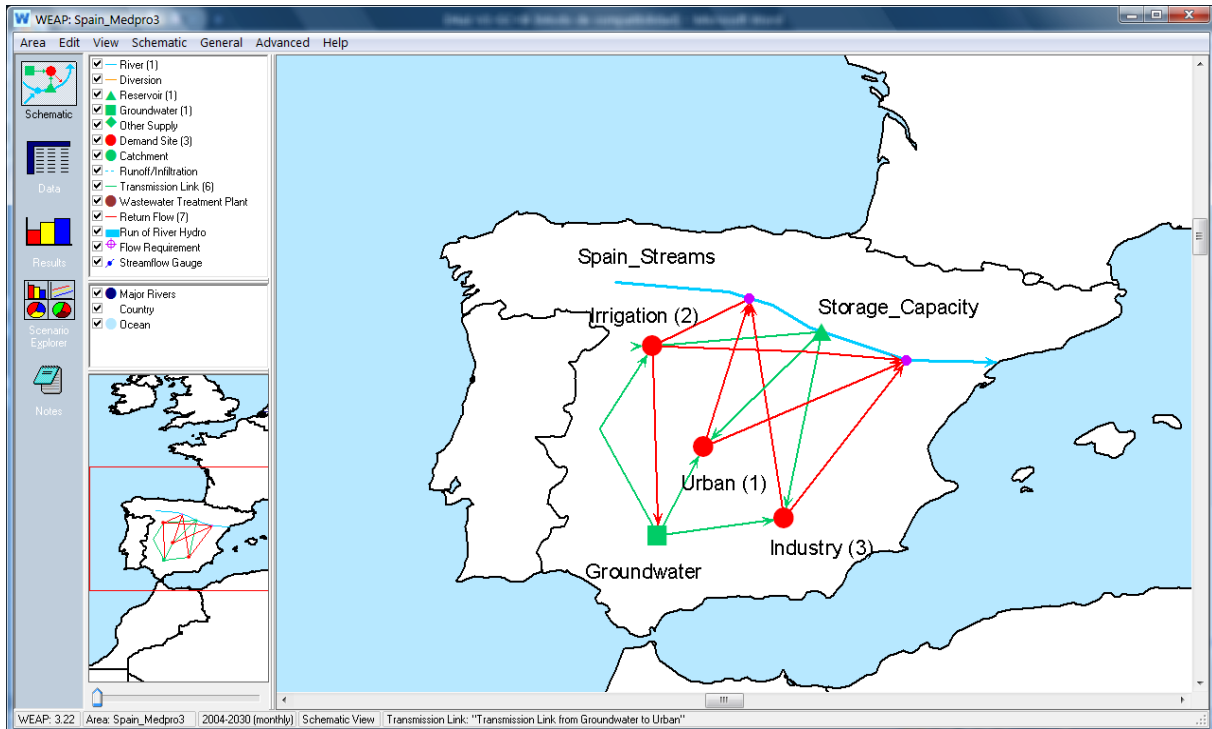 WEAP: Spain_Medpro3
Area Edit View Schematic General Advanced Help
Schematic
Data
Results
Scenario
Explorer
Notes
River (1)
Diversion
Reservoir (1)
Groundwater (1)
Other Supply
Demand Site (3)
Catchment
Runoff/Infiltration
Transmission Link (6)
Wastewater Treatment Plant
Return Flow (7)
Run of River Hydro
Flow Requirement
Streamflow Gauge
Major Rivers
Country
Ocean
Spain_Streams
Irrigation (2)
Storage_Capacity
Urban (1)
Industry (3)
Groundwater
WEAP: 3.22 Area: Spain_Medpro3 2004-2030 (monthly) Schematic View Transmission Link: "Transmission Link from Groundwater to Urban"